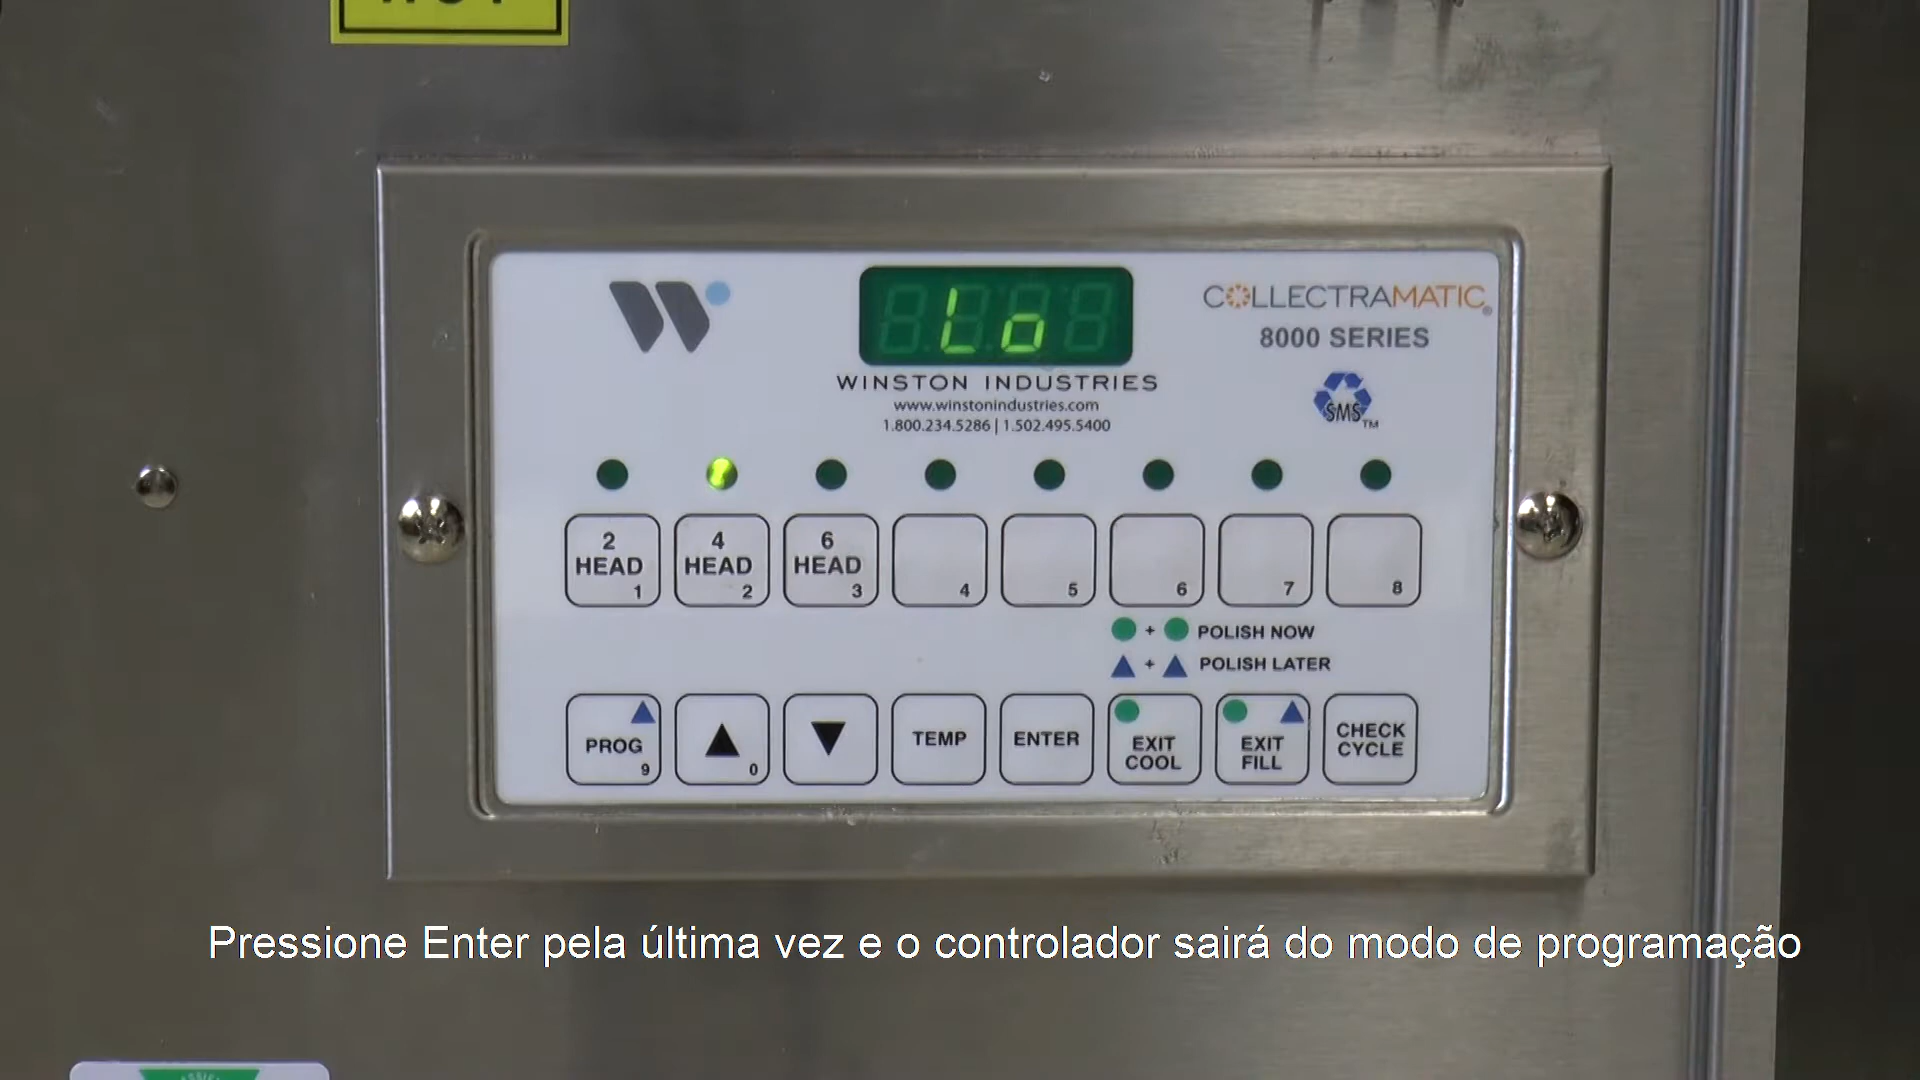 Lo
COLLECTRAMATIC®
8000 SERIES
WINSTON INDUSTRIES
www.winstonindustries.com
1.800.234.5286 | 1.502.495.5400
SMS™
2 HEAD 1
4 HEAD 2
6 HEAD 3
4
5
6
7
8
+ POLISH NOW
+ POLISH LATER
PROG 9
0
TEMP
ENTER
EXIT COOL
EXIT FILL
CHECK CYCLE
Pressione Enter pela última vez e o controlador sairá do modo de programação